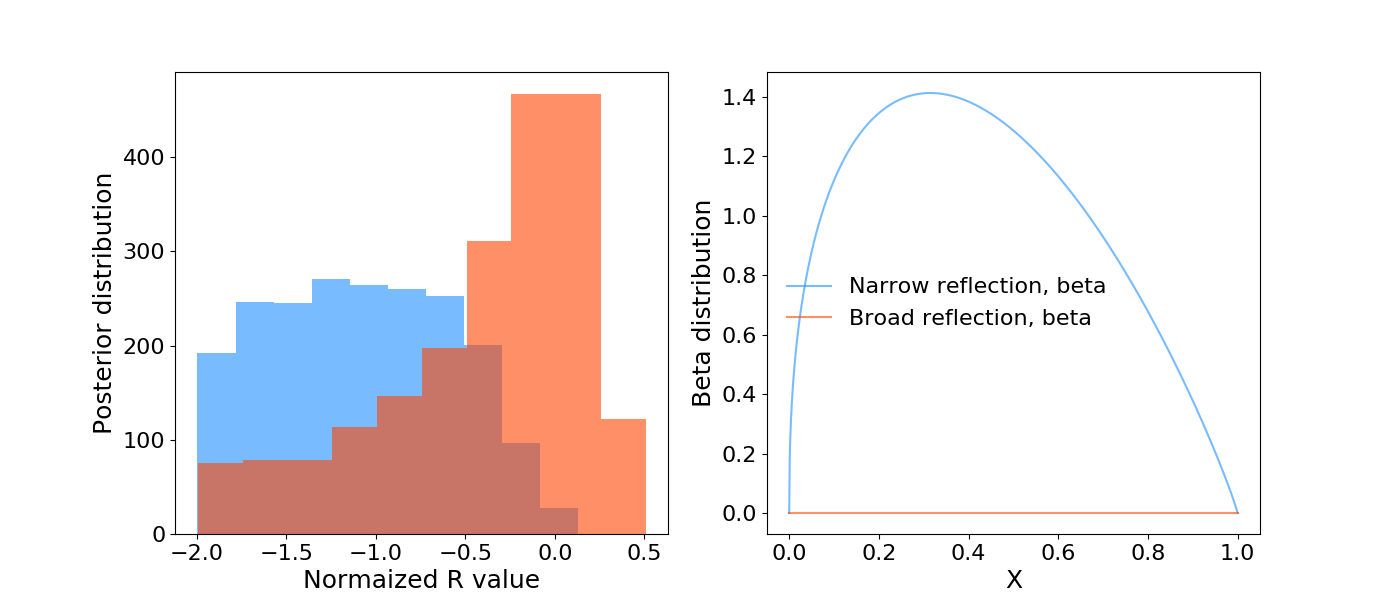 Posterior distribution
400
300
200
100
0
−2.0 −1.5 −1.0 −0.5 0.0 0.5
Normaized R value
Beta distribution
1.4
1.2
1.0
0.8
0.6
0.4
0.2
0.0
Narrow reflection, beta
Broad reflection, beta
0.0 0.2 0.4 0.6 0.8 1.0
X